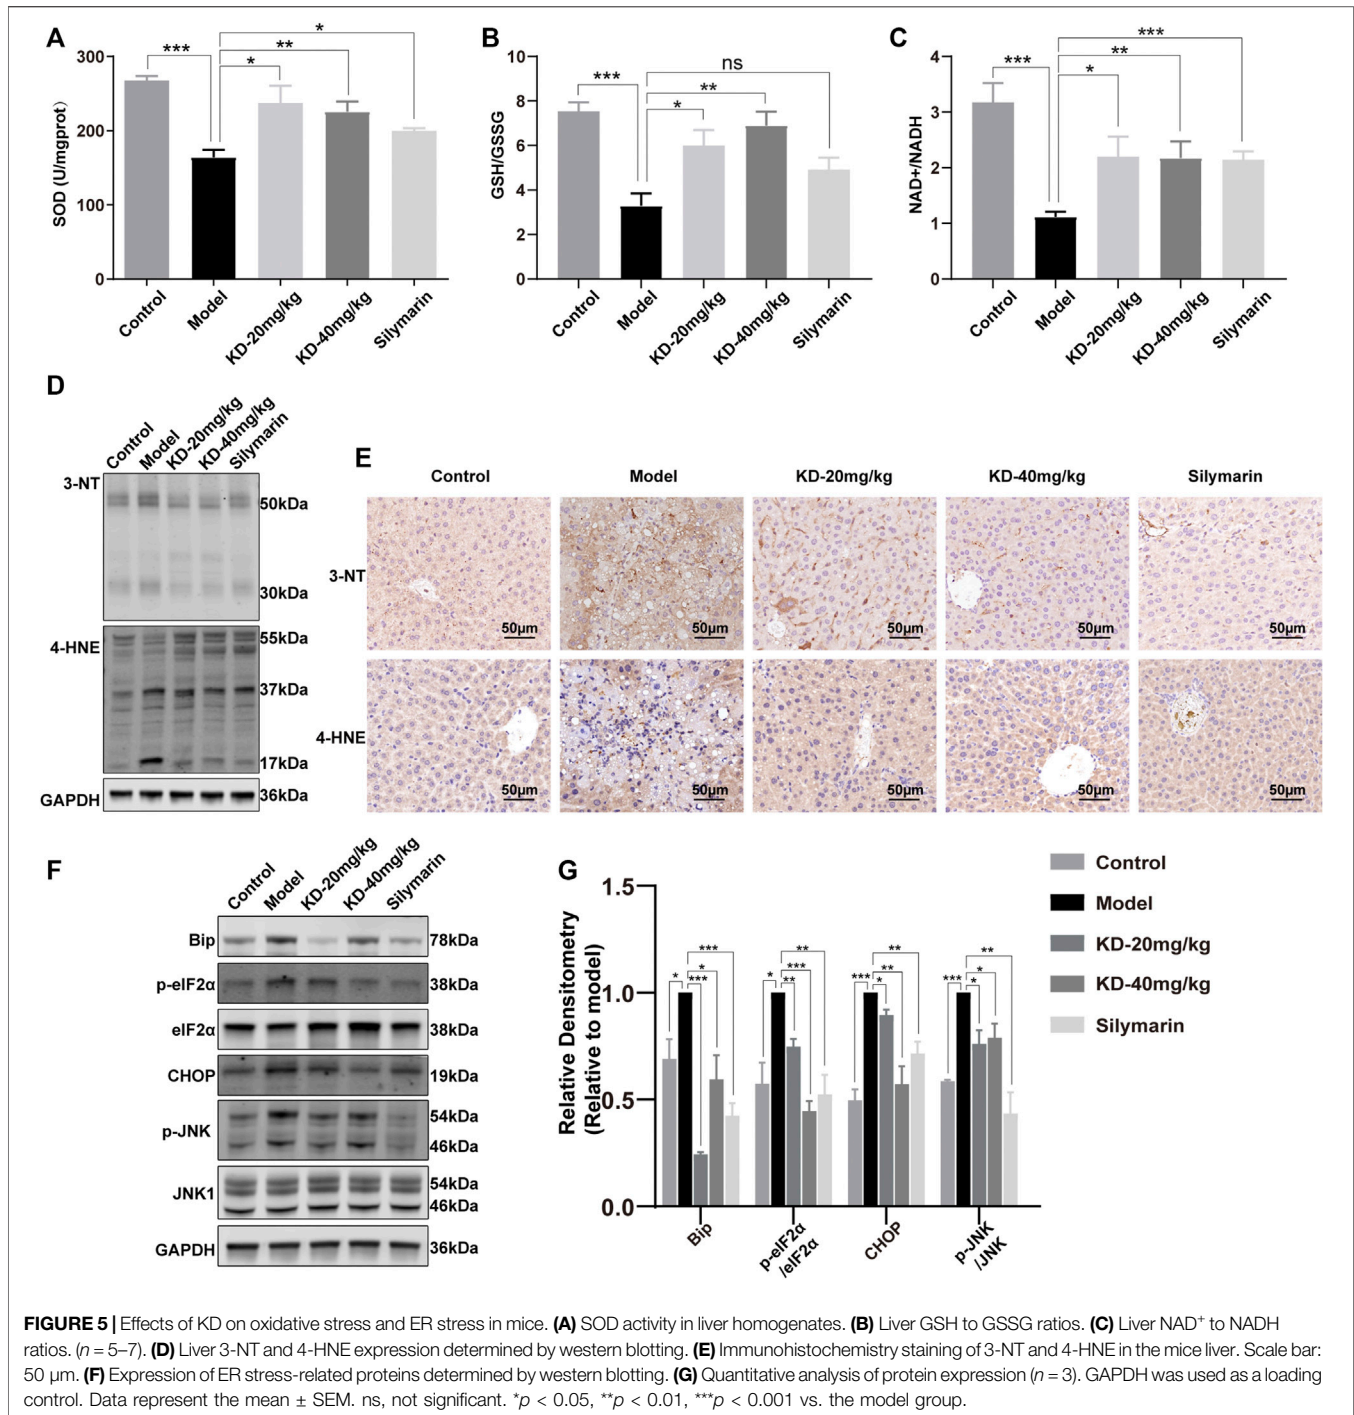 A
SOD (U/mgprot)
300
200
100
0
***
*
**
*
Control
Model
KD-20mg/kg
KD-40mg/kg
Silymarin
B
GSH/GSSG
10
8
6
4
2
0
***
*
**
ns
Control
Model
KD-20mg/kg
KD-40mg/kg
Silymarin
C
NAD+/NADH
4
3
2
1
0
***
*
**
***
Control
Model
KD-20mg/kg
KD-40mg/kg
Silymarin
D
Control
Model
KD-20mg/kg
KD-40mg/kg
Silymarin
3-NT
50kDa
30kDa
4-HNE
55kDa
37kDa
17kDa
GAPDH
36kDa
E
Control Model KD-20mg/kg KD-40mg/kg Silymarin
3-NT
50μm 50μm 50μm 50μm 50μm
4-HNE
50μm 50μm 50μm 50μm 50μm
F
Control
Model
KD-20mg/kg
KD-40mg/kg
Silymarin
Bip 78kDa
p-eIF2α 38kDa
eIF2α 38kDa
CHOP 19kDa
p-JNK
54kDa
46kDa
JNK1
54kDa
46kDa
GAPDH 36kDa
G
Relative Densitometry
(Relative to model)
1.5
1.0
0.5
0.0
***
*
* ***
**
***
* **
**
**
*** *
**
*
*** *
Bip
p-eIF2α
/eIF2α
CHOP
p-JNK
/JNK
Control
Model
KD-20mg/kg
KD-40mg/kg
Silymarin
FIGURE 5 | Effects of KD on oxidative stress and ER stress in mice. (A) SOD activity in liver homogenates. (B) Liver GSH to GSSG ratios. (C) Liver NAD⁺ to NADH
ratios. (n = 5–7). (D) Liver 3-NT and 4-HNE expression determined by western blotting. (E) Immunohistochemistry staining of 3-NT and 4-HNE in the mice liver. Scale bar:
50 μm. (F) Expression of ER stress-related proteins determined by western blotting. (G) Quantitative analysis of protein expression (n = 3). GAPDH was used as a loading
control. Data represent the mean ± SEM. ns, not significant. *p < 0.05, **p < 0.01, ***p < 0.001 vs. the model group.